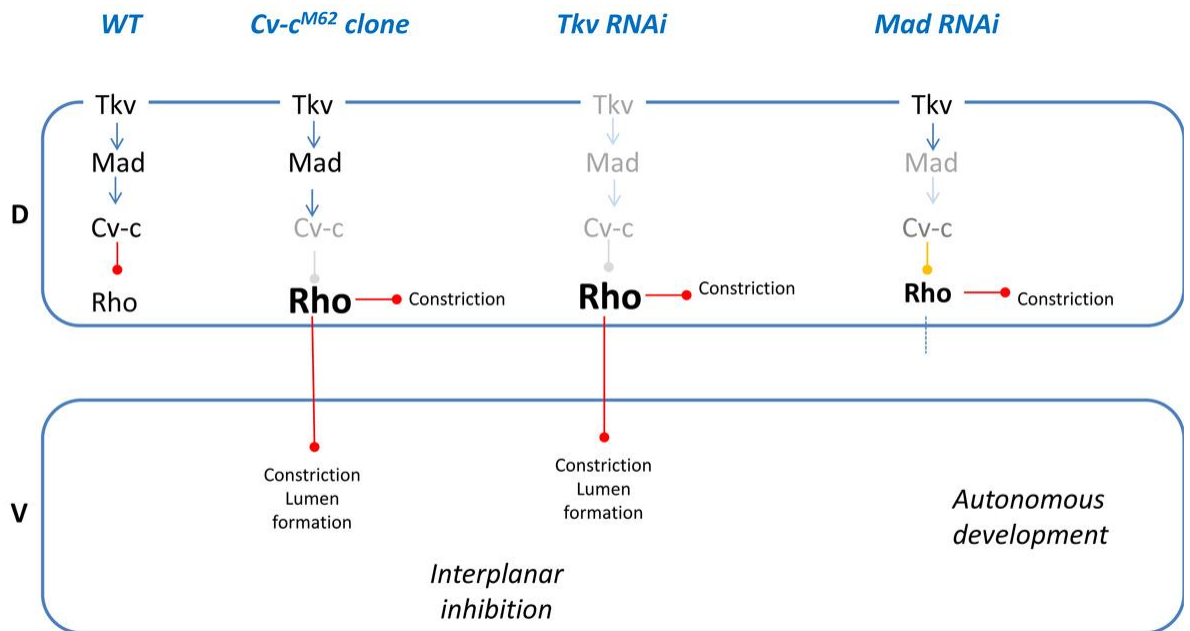 WT Cv-cM62 clone Tkv RNAi Mad RNAi
Tkv Tkv Tkv Tkv
Mad Mad Mad Mad
D
Cv-c Cv-c Cv-c Cv-c
Rho Rho Constriction Rho Constriction Rho Constriction
Constriction
Lumen
formation
Constriction
Lumen
formation
V
Autonomous
development
Interplanar
inhibition